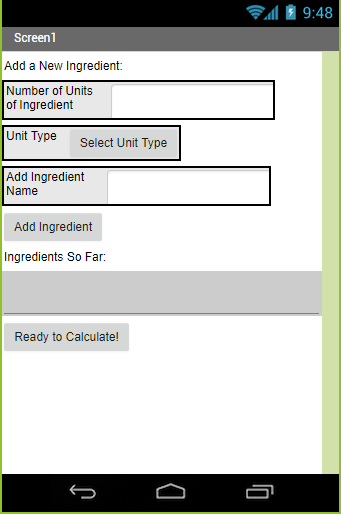 9:48
Screen1
Add a New Ingredient:
Number of Units
of Ingredient
Unit Type
Select Unit Type
Add Ingredient
Name
Add Ingredient
Ingredients So Far:
Ready to Calculate!